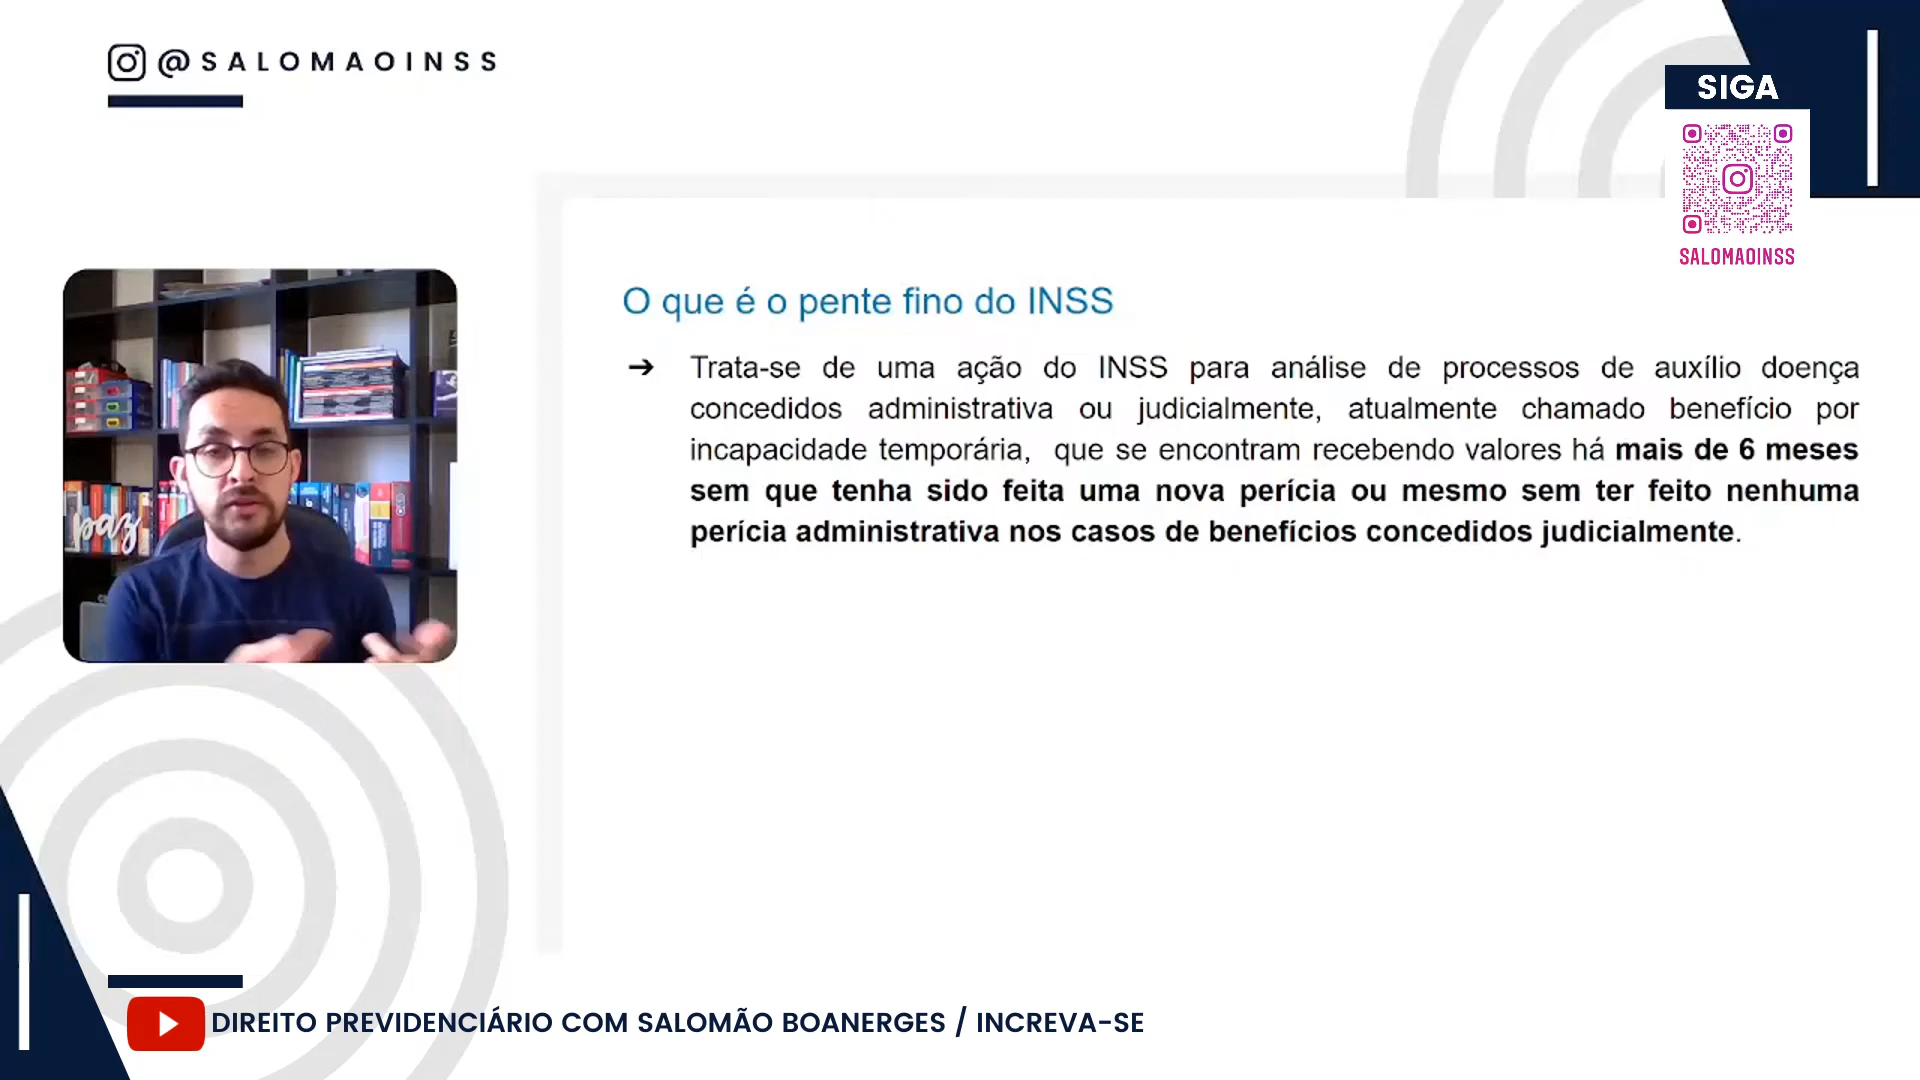 @SALOMAOINSS
SIGA
SALOMAOINSS
O que é o pente fino do INSS
➔ Trata-se de uma ação do INSS para análise de processos de auxílio doença
concedidos administrativa ou judicialmente, atualmente chamado benefício por
incapacidade temporária, que se encontram recebendo valores há mais de 6 meses
sem que tenha sido feita uma nova perícia ou mesmo sem ter feito nenhuma
perícia administrativa nos casos de benefícios concedidos judicialmente.
paz
DIREITO PREVIDENCIÁRIO COM SALOMÃO BOANERGES / INCREVA-SE